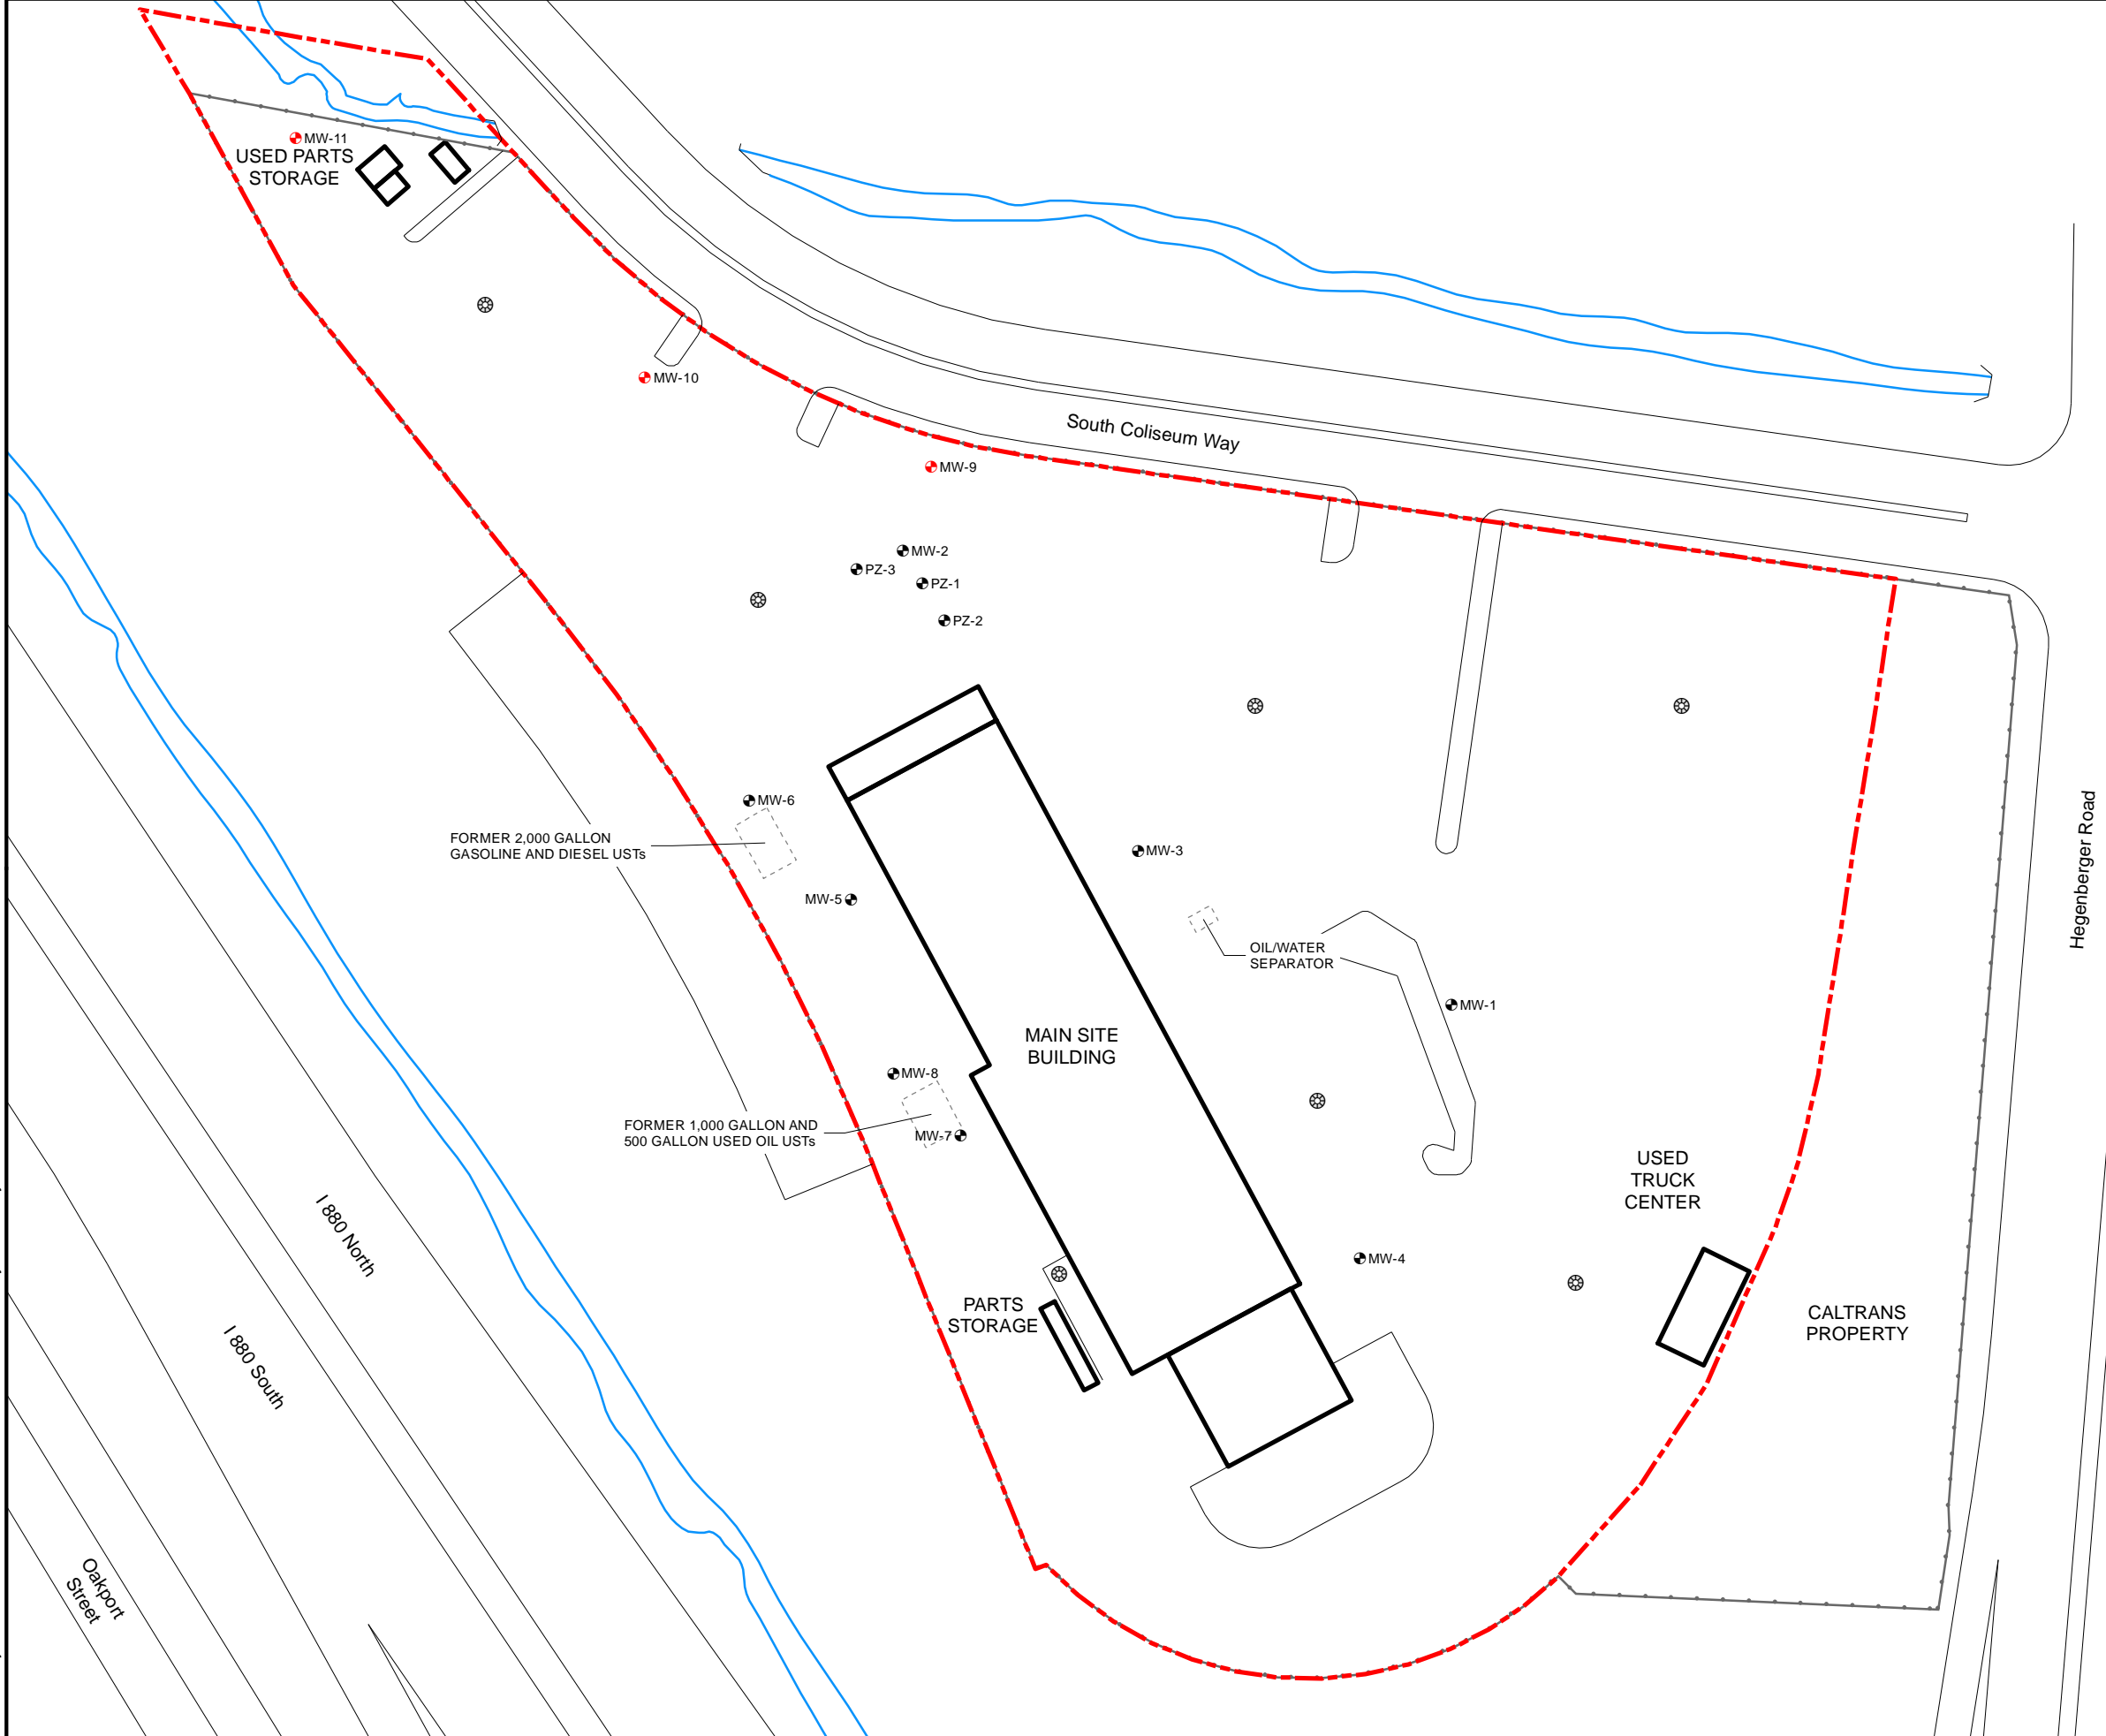 MW-11
USED PARTS
STORAGE
MW-10
South Coliseum Way
MW-9
MW-2
PZ-3
PZ-1
PZ-2
MW-6
FORMER 2,000 GALLON
GASOLINE AND DIESEL USTs
MW-3
MW-5
Hegenberger Road
OIL/WATER
SEPARATOR
MW-1
MAIN SITE
BUILDING
MW-8
FORMER 1,000 GALLON AND
500 GALLON USED OIL USTs
MW-7
USED
TRUCK
CENTER
I 880 North
MW-4
PARTS
STORAGE
CALTRANS
PROPERTY
I 880 South
Oakport
Street